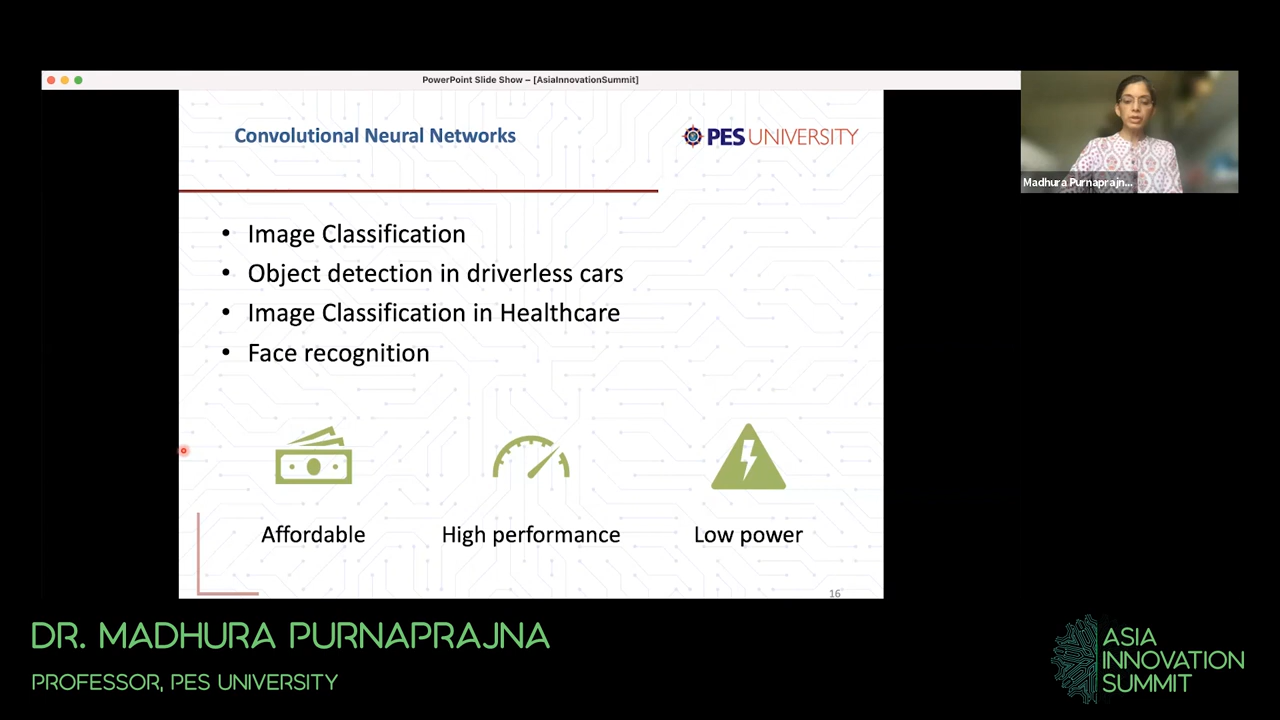 PowerPoint Slide Show – [AsiaInnovationSummit]
Convolutional Neural Networks
PES UNIVERSITY
Madhura Purnaprajn...
• Image Classification
• Object detection in driverless cars
• Image Classification in Healthcare
• Face recognition
Affordable
High performance
Low power
16
DR. MADHURA PURNAPRAJNA
PROFESSOR, PES UNIVERSITY
ASIA
INNOVATION
SUMMIT